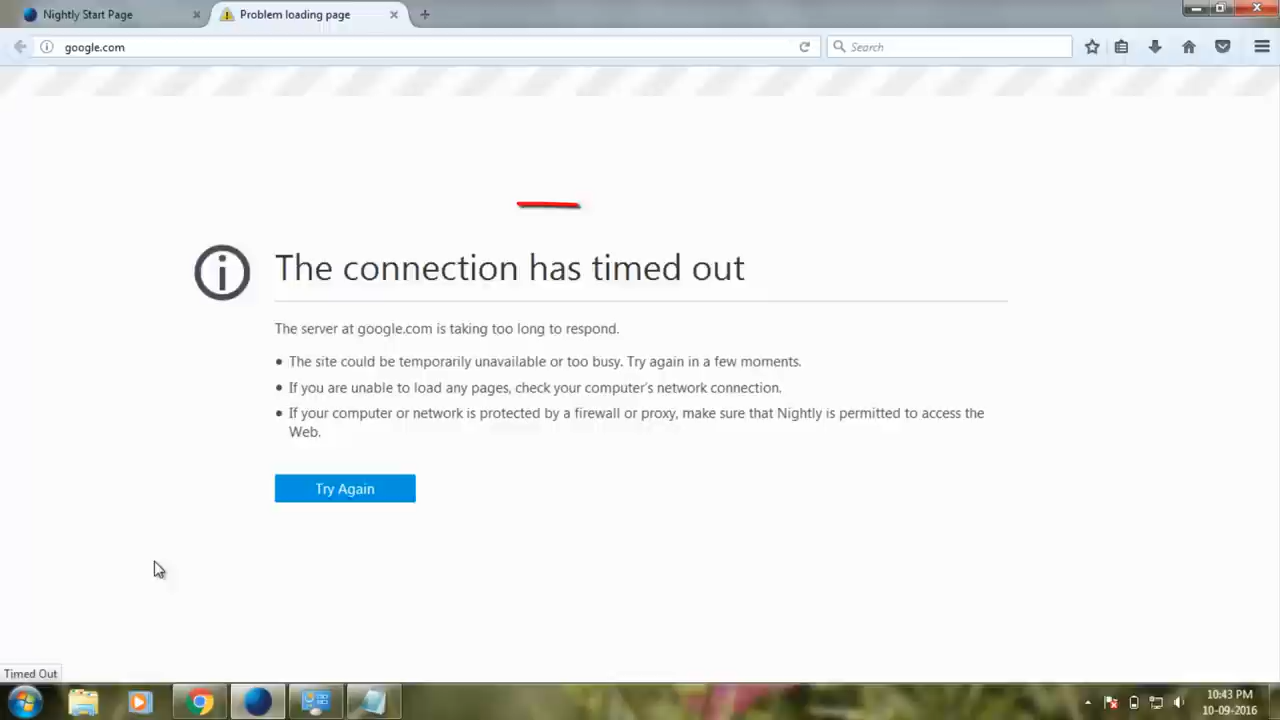 Nightly Start Page
Problem loading page
google.com
Search
The connection has timed out
The server at google.com is taking too long to respond.
The site could be temporarily unavailable or too busy. Try again in a few moments.
If you are unable to load any pages, check your computer's network connection.
If your computer or network is protected by a firewall or proxy, make sure that Nightly is permitted to access the
Web.
Try Again
Timed Out
10:43 PM
10-09-2016